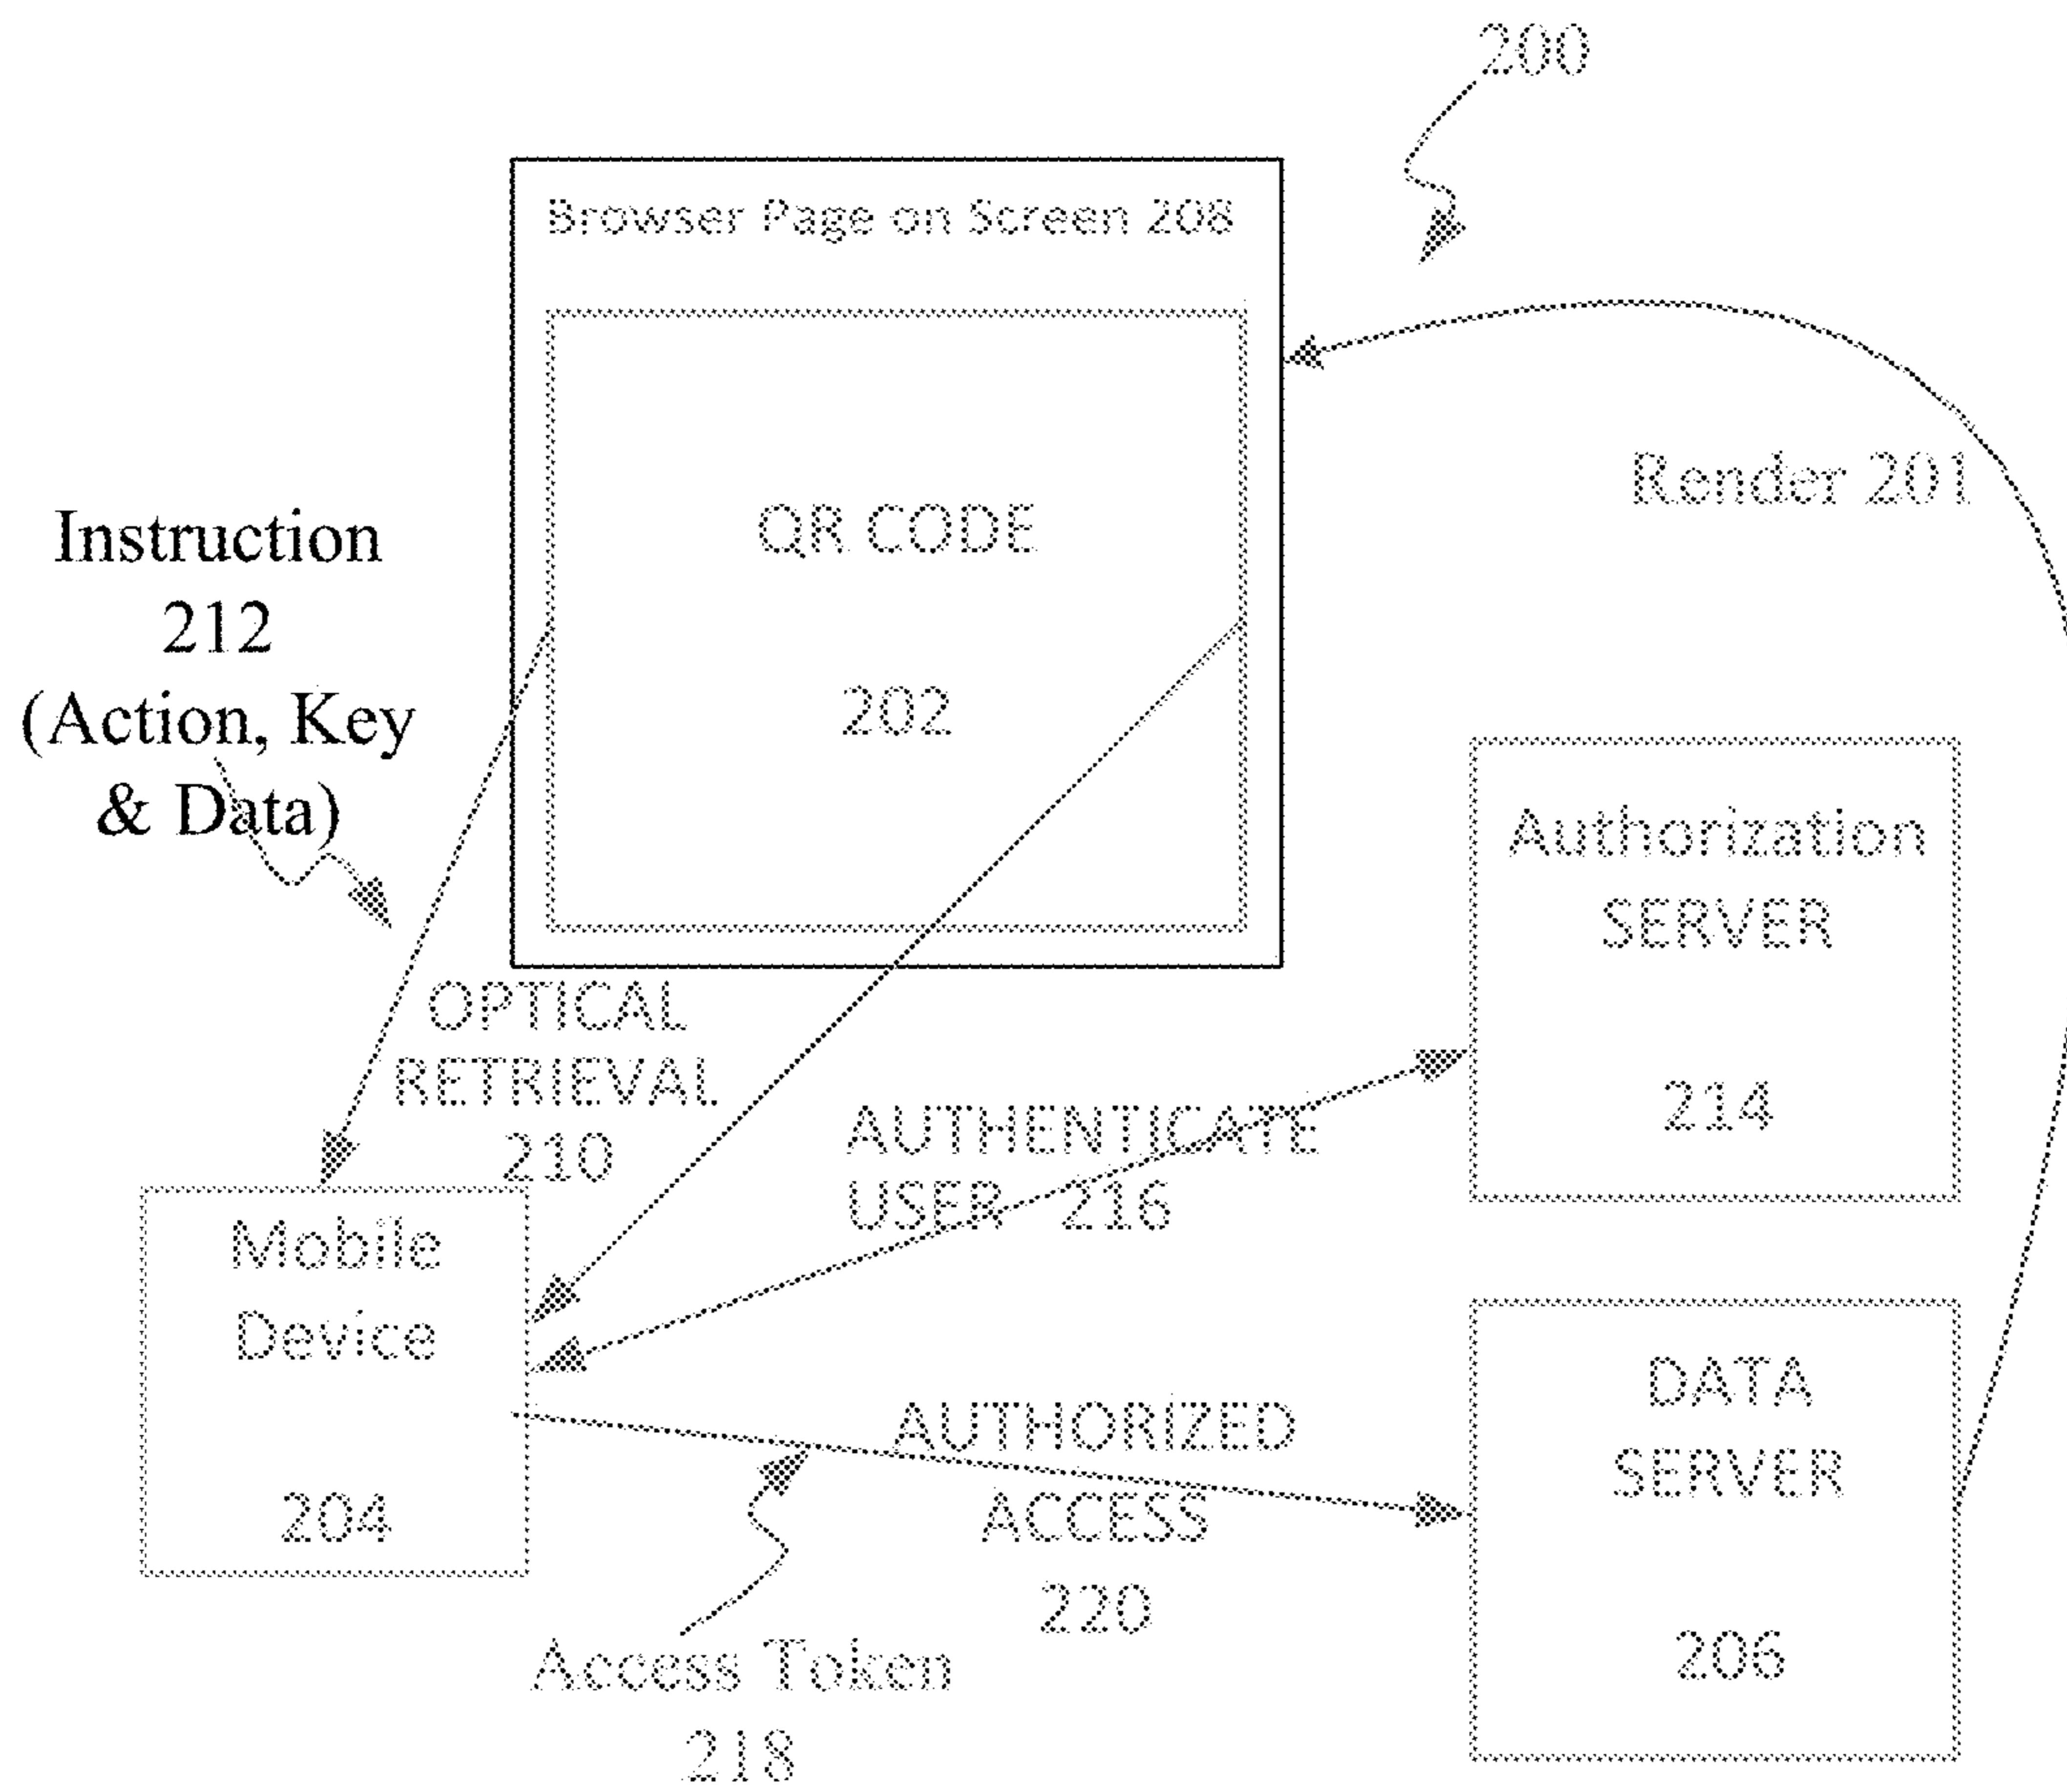 200
Browser Page on Screen 208
QR CODE
202
Render 201
Instruction
212
(Action, Key
& Data)
OPTICAL
RETRIEVAL
210
Authorization
SERVER
214
AUTHENTICATE
USER 216
Mobile
Device
204
AUTHORIZED
ACCESS
220
DATA
SERVER
206
Access Token
218